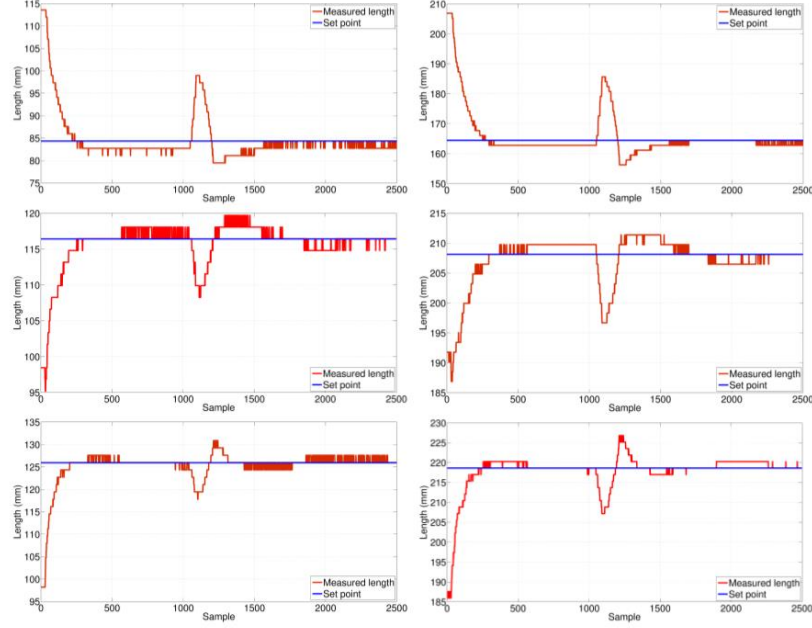 115
110
105
100
95
90
85
80
75
Length (mm)
0 500 1000 1500 2000 2500
Sample
Measured length
Set point
210
200
190
180
170
160
150
Length (mm)
0 500 1000 1500 2000 2500
Sample
Measured length
Set point
120
115
110
105
100
95
Length (mm)
0 500 1000 1500 2000 2500
Sample
Measured length
Set point
215
210
205
200
195
190
185
Length (mm)
0 500 1000 1500 2000 2500
Sample
Measured length
Set point
135
130
125
120
115
110
105
100
95
Length (mm)
0 500 1000 1500 2000 2500
Sample
Measured length
Set point
230
225
220
215
210
205
200
195
190
185
Length (mm)
0 500 1000 1500 2000 2500
Sample
Measured length
Set point